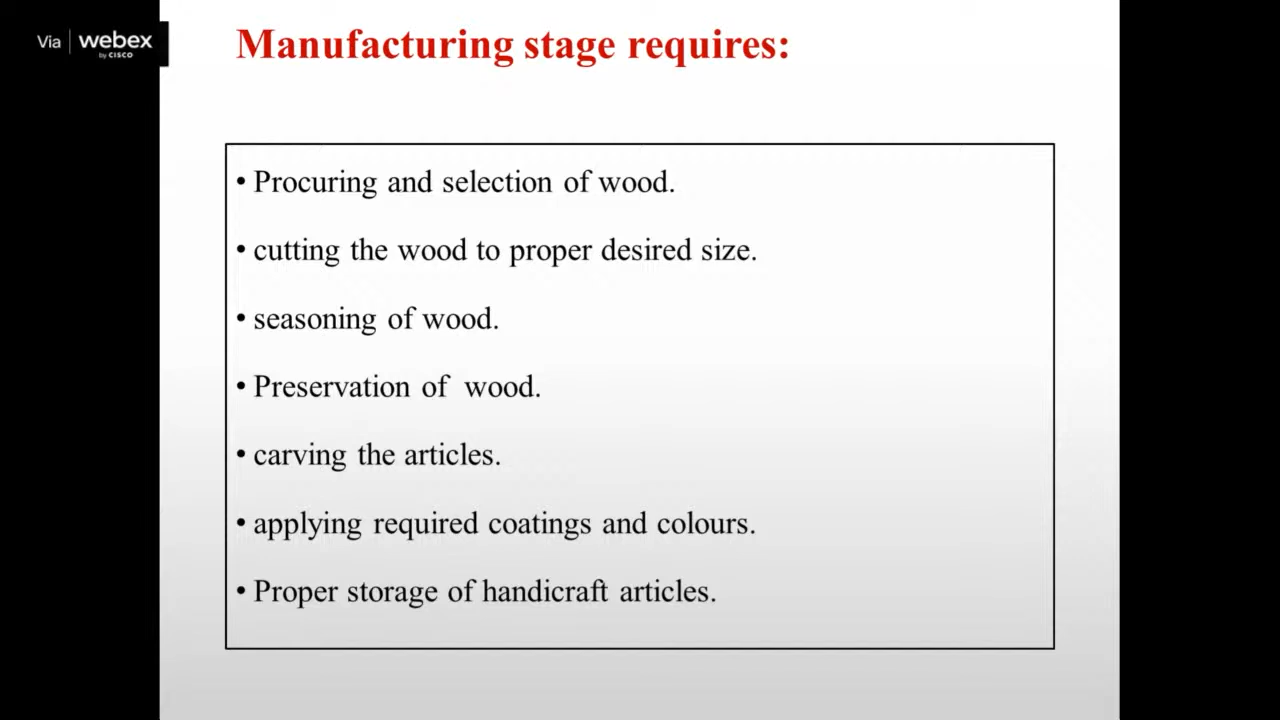 Via webex
by CISCO
Manufacturing stage requires:
• Procuring and selection of wood.
• cutting the wood to proper desired size.
• seasoning of wood.
• Preservation of  wood.
• carving the articles.
• applying required coatings and colours.
• Proper storage of handicraft articles.